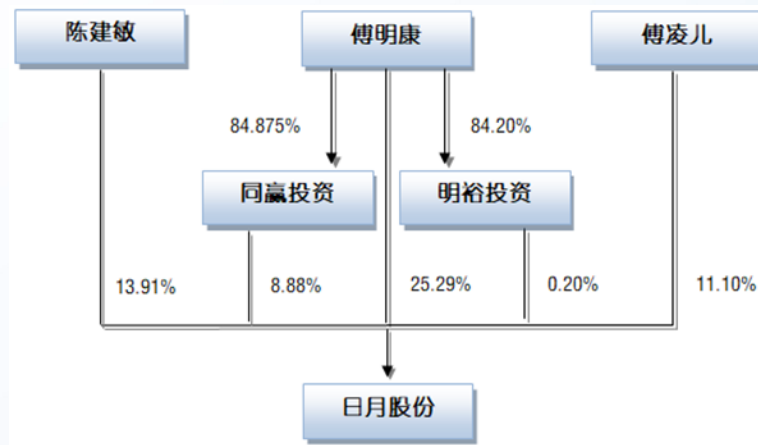 陈建敏
傅明康
傅凌儿
84.875%
84.20%
同赢投资
明裕投资
13.91%
8.88%
25.29%
0.20%
11.10%
日月股份